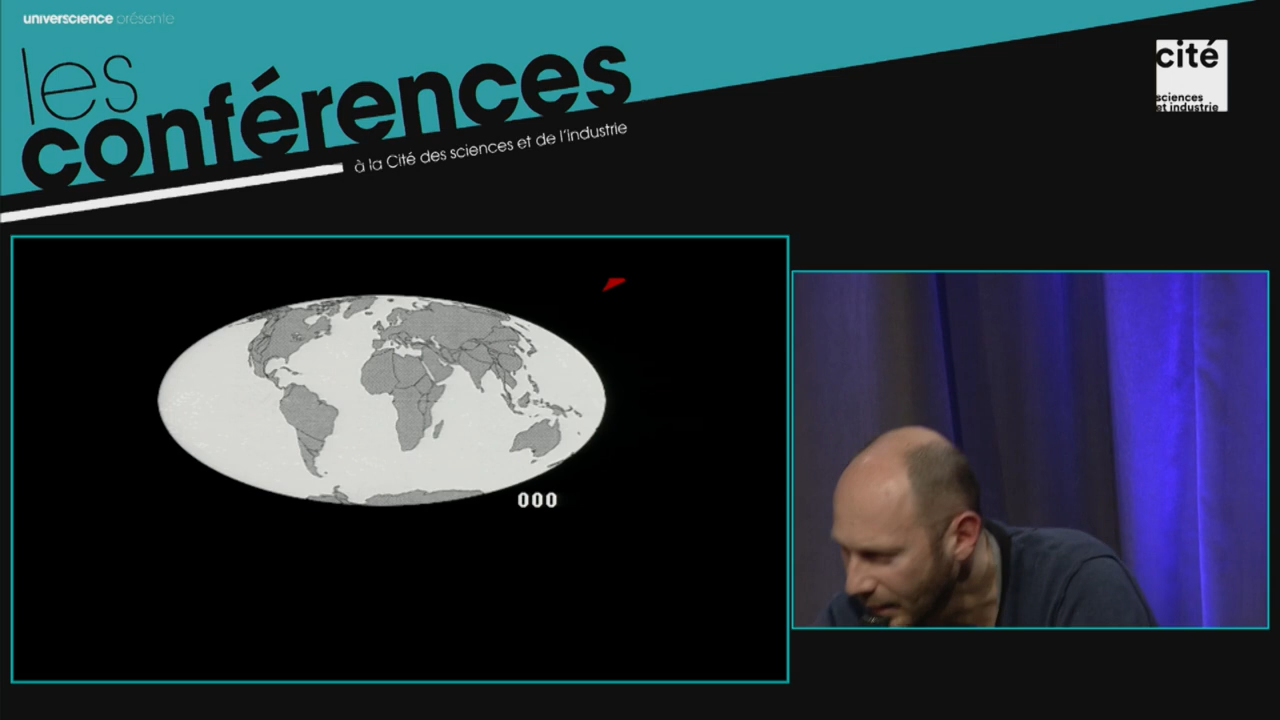 universcience présente
les
conférences
à la Cité des sciences et de l'industrie
cité
sciences
et industrie
000